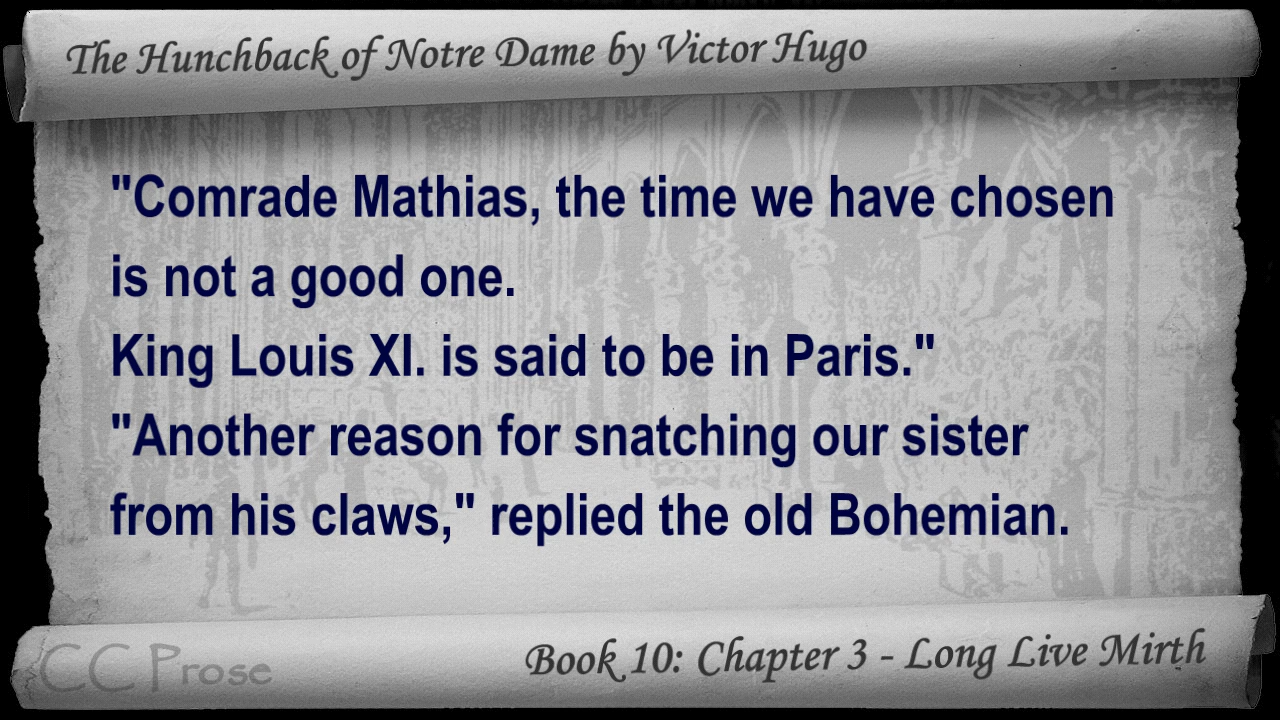 The Hunchback of Notre Dame by Victor Hugo
"Comrade Mathias, the time we have chosen
is not a good one.
King Louis XI. is said to be in Paris."
"Another reason for snatching our sister
from his claws," replied the old Bohemian.
CC Prose
Book 10: Chapter 3 - Long Live Mirth